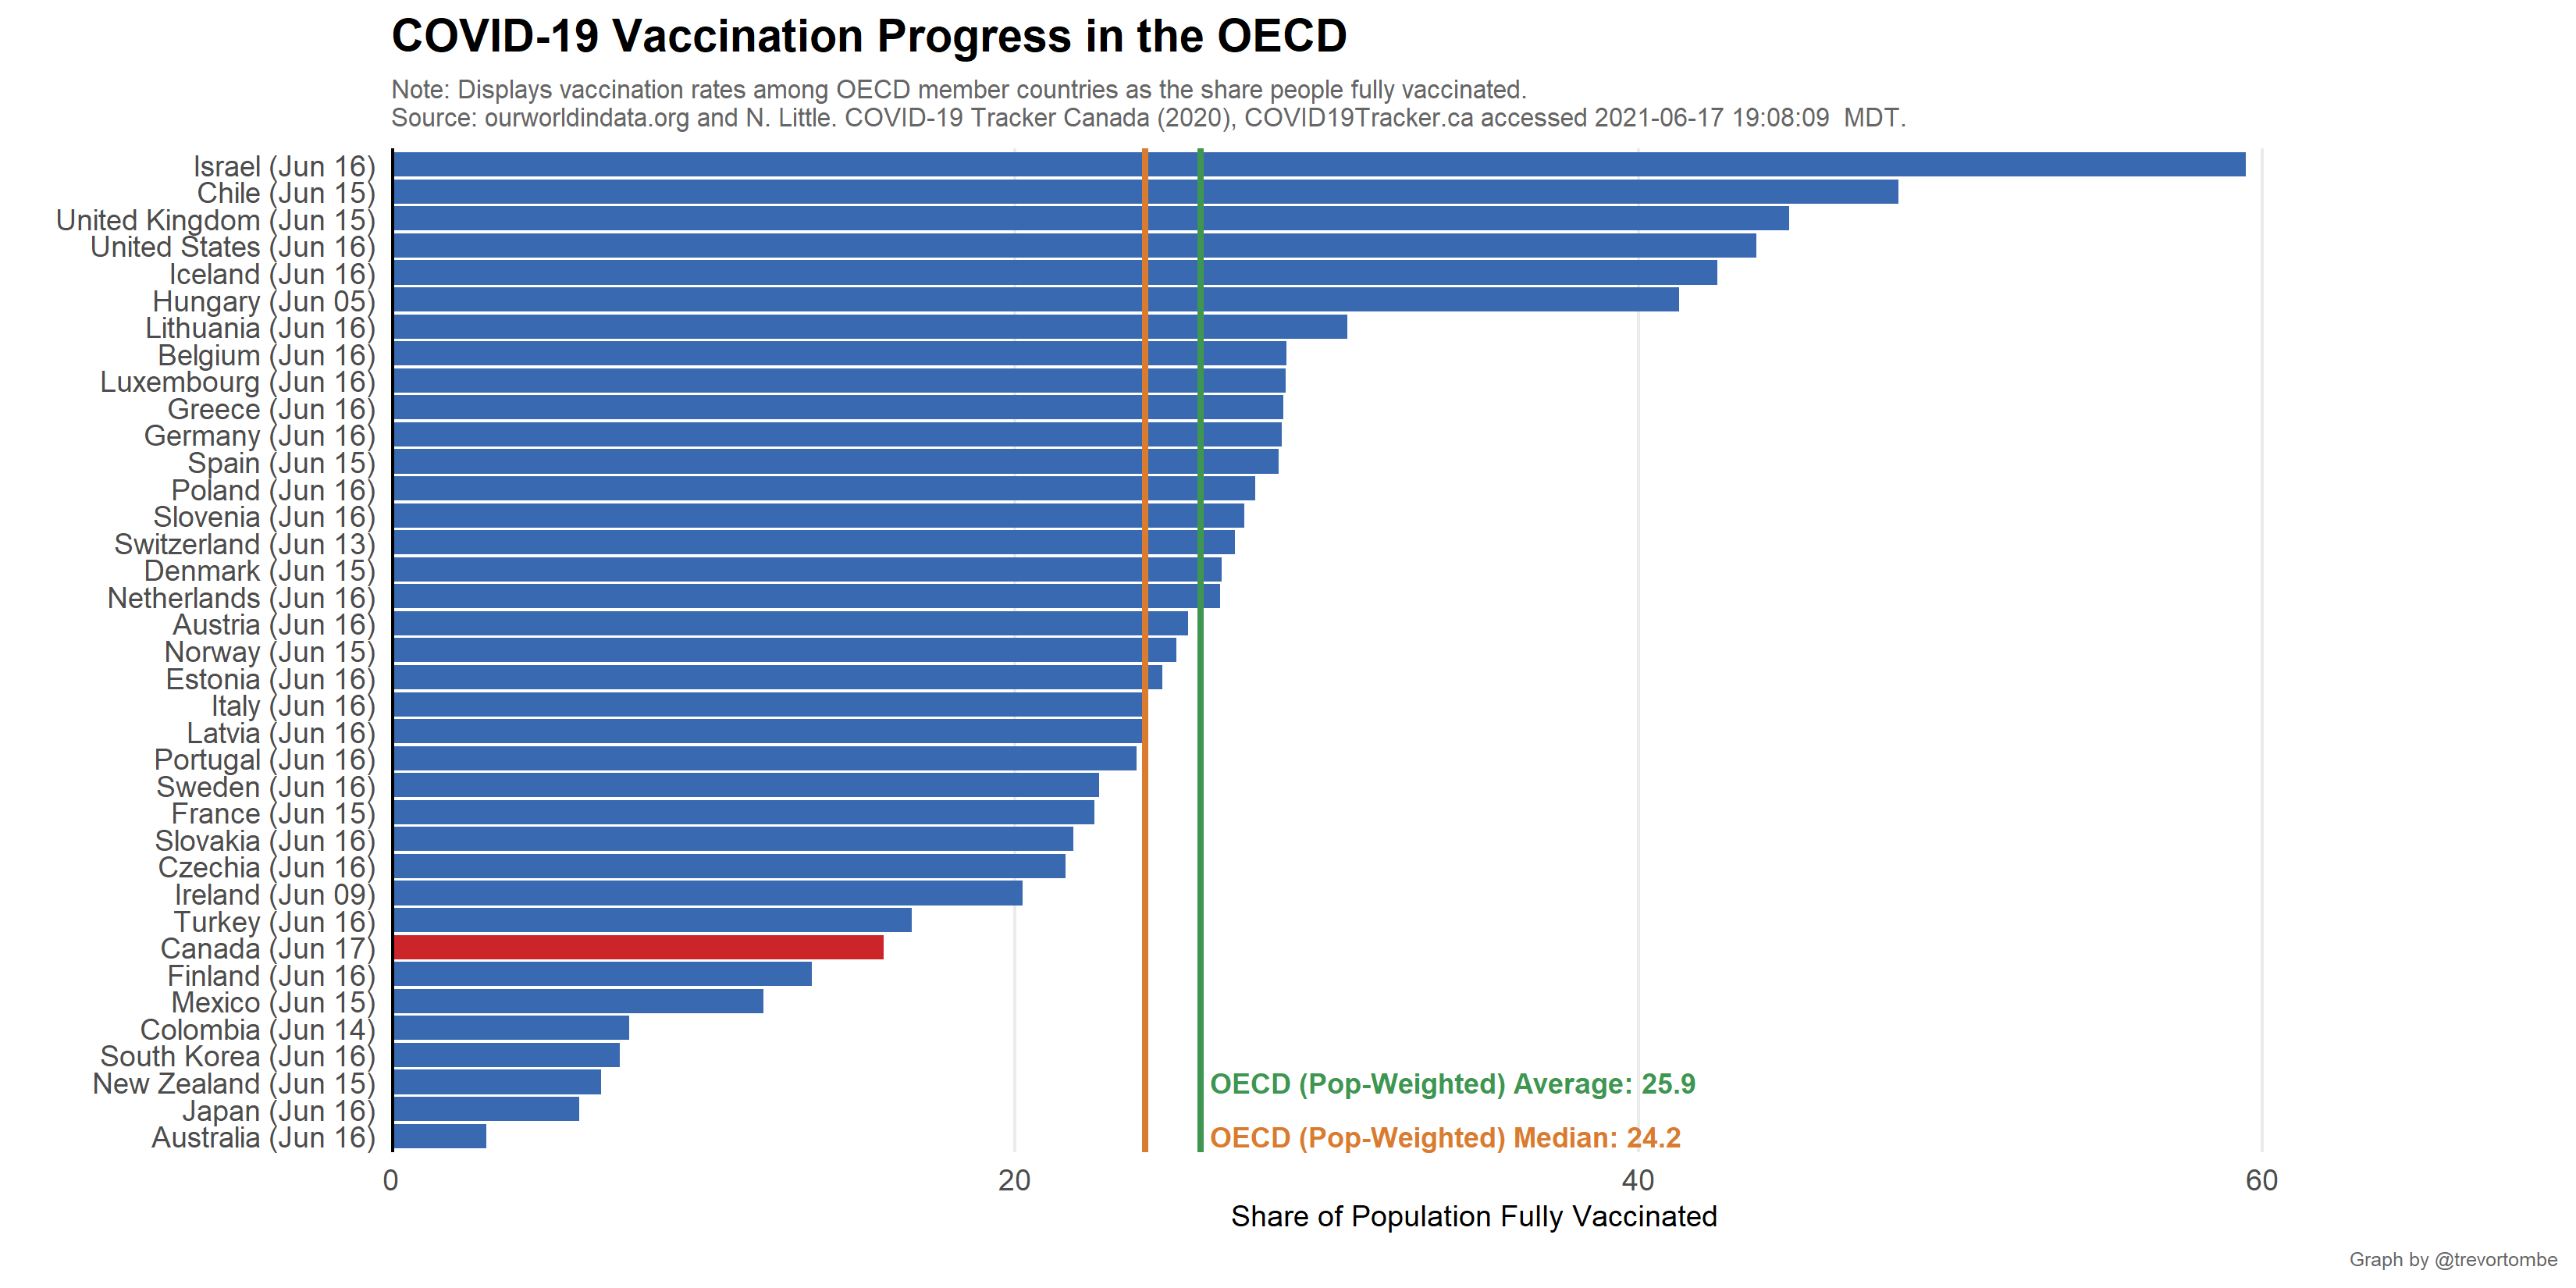 COVID-19 Vaccination Progress in the OECD
Note: Displays vaccination rates among OECD member countries as the share people fully vaccinated.
Source: ourworldindata.org and N. Little. COVID-19 Tracker Canada (2020), COVID19Tracker.ca accessed 2021-06-17 19:08:09  MDT.
Israel (Jun 16)
Chile (Jun 15)
United Kingdom (Jun 15)
United States (Jun 16)
Iceland (Jun 16)
Hungary (Jun 05)
Lithuania (Jun 16)
Belgium (Jun 16)
Luxembourg (Jun 16)
Greece (Jun 16)
Germany (Jun 16)
Spain (Jun 15)
Poland (Jun 16)
Slovenia (Jun 16)
Switzerland (Jun 13)
Denmark (Jun 15)
Netherlands (Jun 16)
Austria (Jun 16)
Norway (Jun 15)
Estonia (Jun 16)
Italy (Jun 16)
Latvia (Jun 16)
Portugal (Jun 16)
Sweden (Jun 16)
France (Jun 15)
Slovakia (Jun 16)
Czechia (Jun 16)
Ireland (Jun 09)
Turkey (Jun 16)
Canada (Jun 17)
Finland (Jun 16)
Mexico (Jun 15)
Colombia (Jun 14)
South Korea (Jun 16)
New Zealand (Jun 15)
Japan (Jun 16)
Australia (Jun 16)
OECD (Pop-Weighted) Average: 25.9
OECD (Pop-Weighted) Median: 24.2
0 20 40 60
Share of Population Fully Vaccinated
Graph by @trevortombe